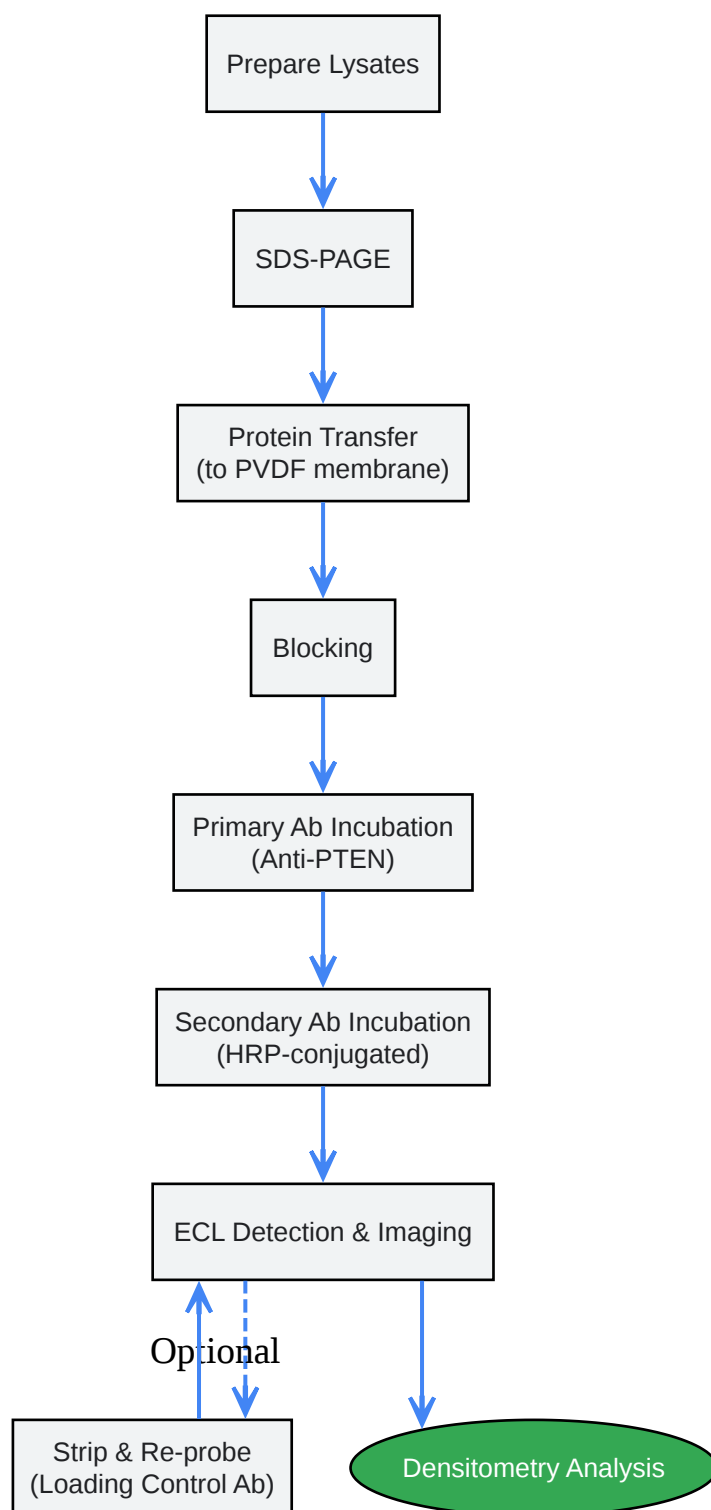 Prepare Lysates
SDS-PAGE
Protein Transfer
(to PVDF membrane)
Blocking
Primary Ab Incubation
(Anti-PTEN)
Secondary Ab Incubation
(HRP-conjugated)
ECL Detection & Imaging
Optional
Strip & Re-probe
(Loading Control Ab)
Densitometry Analysis